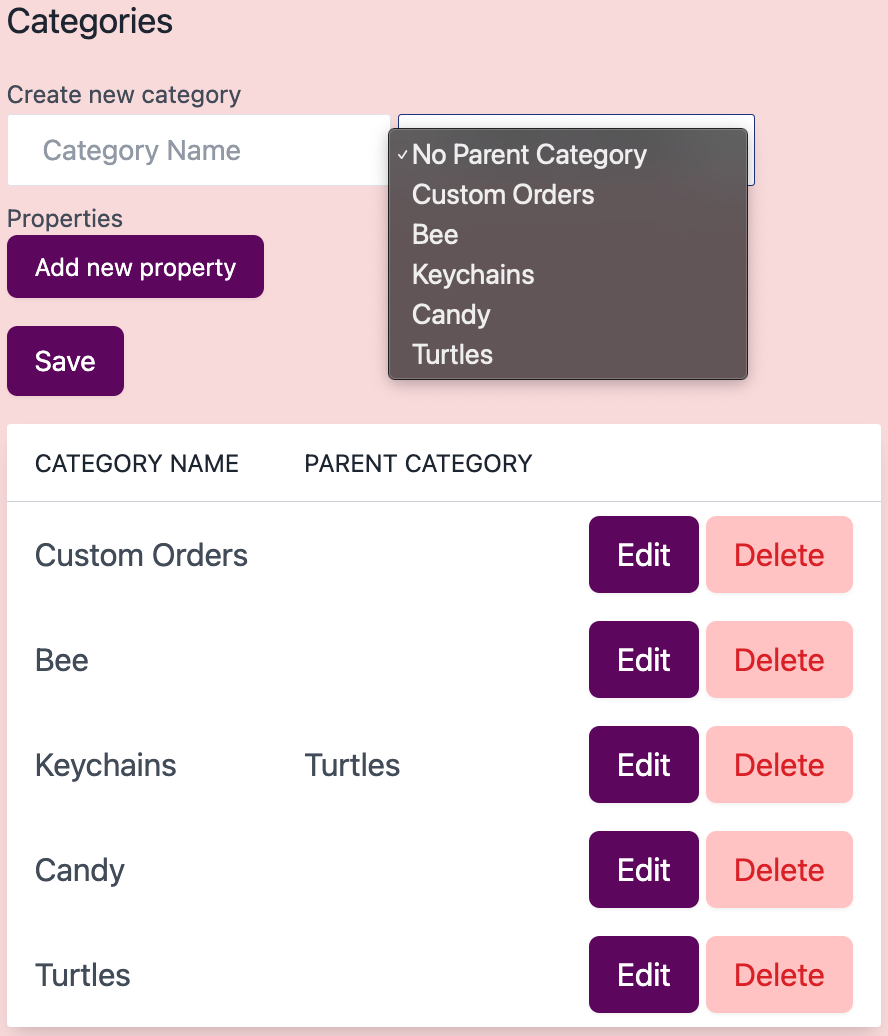 Categories
Create new category
Category Name
✓No Parent Category
Custom Orders
Bee
Keychains
Candy
Turtles
Properties
Add new property
Save
CATEGORY NAME PARENT CATEGORY
Custom Orders Edit Delete
Bee Edit Delete
Keychains Turtles Edit Delete
Candy Edit Delete
Turtles Edit Delete